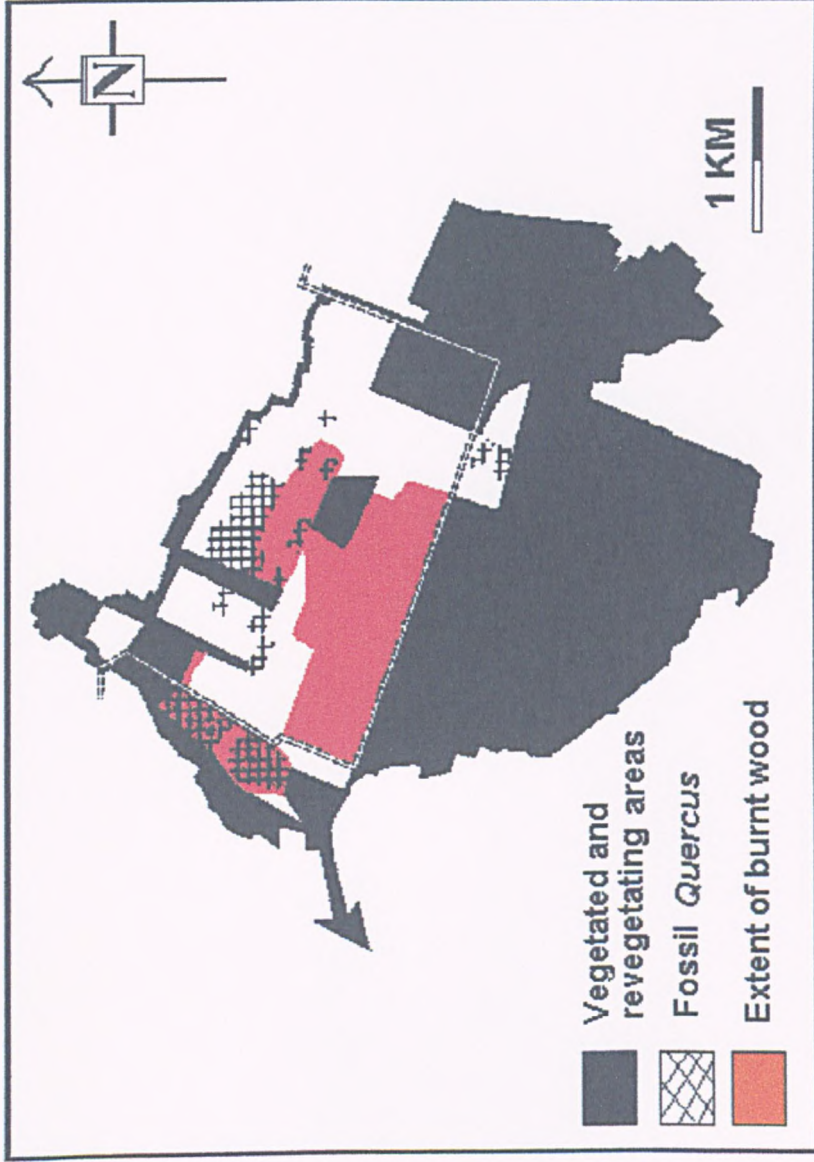 N
1 KM
Vegetated and
revegetating areas
Fossil Quercus
Extent of burnt wood